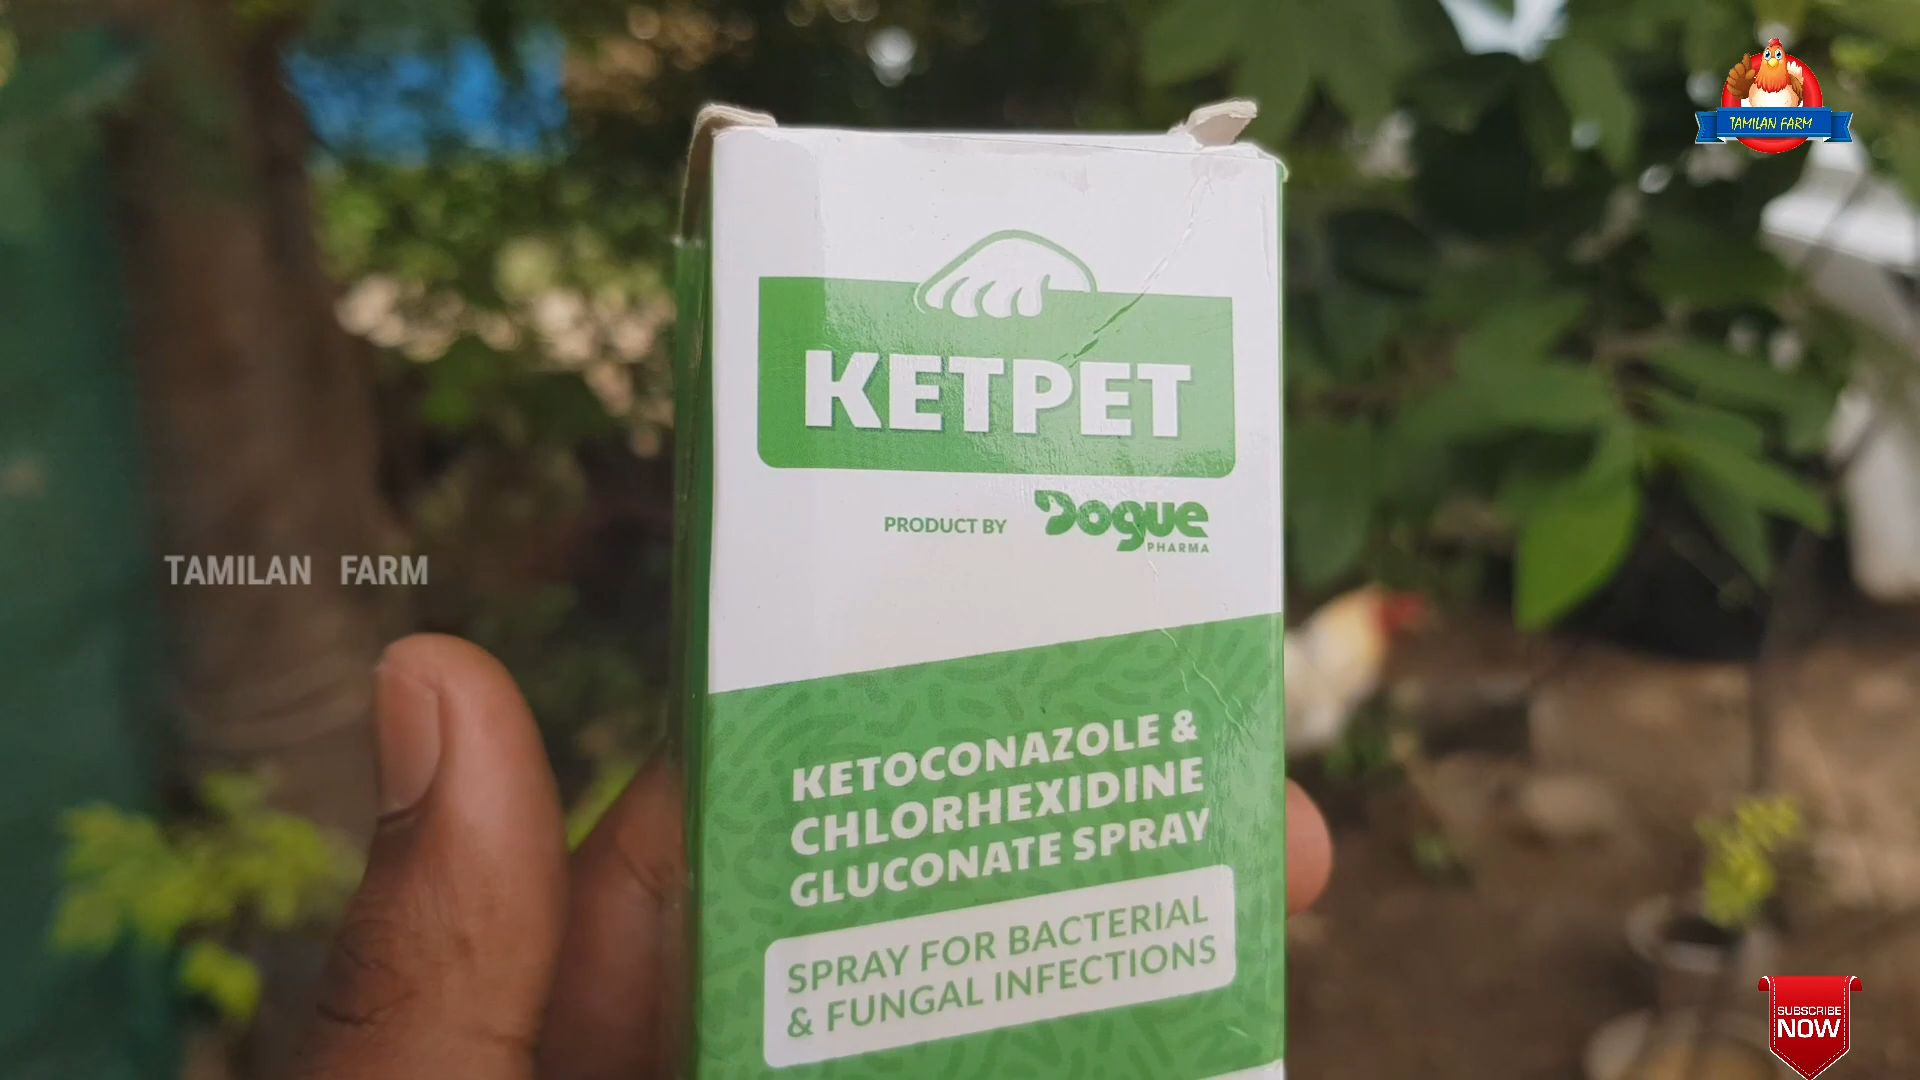 TAMILAN FARM
KETPET
PRODUCT BY Dogue
PHARMA
TAMILAN FARM
KETOCONAZOLE &
CHLORHEXIDINE
GLUCONATE SPRAY
SPRAY FOR BACTERIAL
& FUNGAL INFECTIONS
SUBSCRIBE
NOW